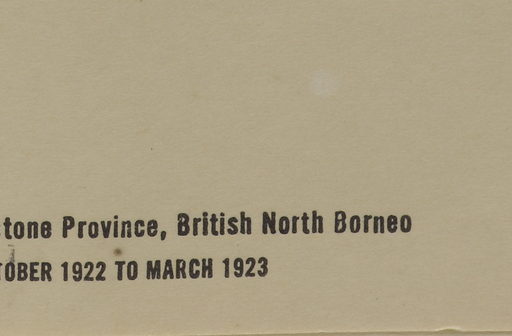 tone Province, British North Borneo
TOBER 1922 TO MARCH 1923